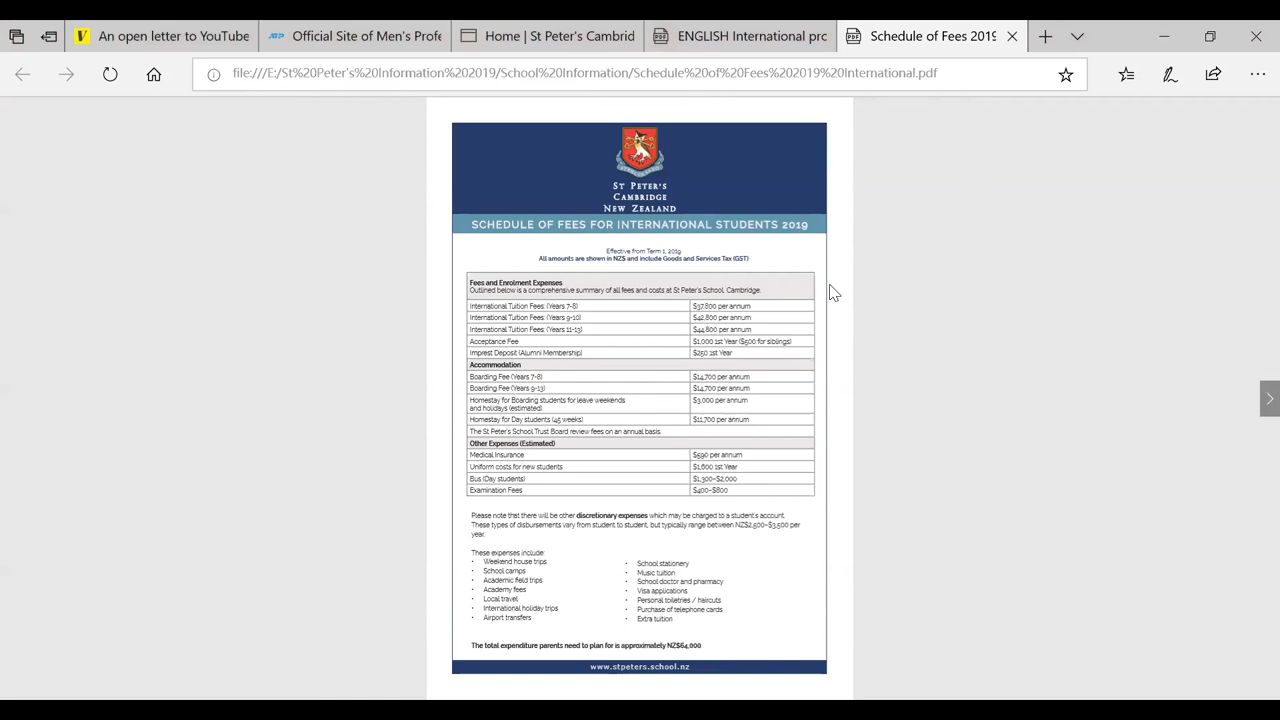 An open letter to YouTube
ATP
Official Site of Men's Profe
Home | St Peter's Cambrid
ENGLISH International pro
Schedule of Fees 2019
file:///E:/St%20Peter's%20Information%202019/School%20Information/Schedule%20of%20Fees%202019%20International.pdf
ST PETER'S
CAMBRIDGE
NEW ZEALAND
SCHEDULE OF FEES FOR INTERNATIONAL STUDENTS 2019
Effective from Term 1, 2019
All amounts are shown in NZ$ and include Goods and Services Tax (GST)
Fees and Enrolment Expenses
Outlined below is a comprehensive summary of all fees and costs at St Peter's School, Cambridge.
International Tuition Fees: (Years 7-8) $37,800 per annum
International Tuition Fees: (Years 9-10) $42,800 per annum
International Tuition Fees: (Years 11-13) $44,800 per annum
Acceptance Fee $1,000 1st Year ($500 for siblings)
Imprest Deposit (Alumni Membership) $250 1st Year
Accommodation
Boarding Fee (Years 7-8) $14,700 per annum
Boarding Fee (Years 9-13) $14,700 per annum
Homestay for Boarding students for leave weekends $3,000 per annum
and holidays (estimated)
Homestay for Day students (45 weeks) $11,700 per annum
The St Peter's School Trust Board review fees on an annual basis.
Other Expenses (Estimated)
Medical Insurance $590 per annum
Uniform costs for new students $1,600 1st Year
Bus (Day students) $1,300–$2,000
Examination Fees $400–$800
Please note that there will be other discretionary expenses which may be charged to a student's account.
These types of disbursements vary from student to student, but typically range between NZ$2,500–$3,500 per
year.
These expenses include:
• Weekend house trips
• School camps
• Academic field trips
• Academy fees
• Local travel
• International holiday trips
• Airport transfers
• School stationery
• Music tuition
• School doctor and pharmacy
• Visa applications
• Personal toiletries / haircuts
• Purchase of telephone cards
• Extra tuition
The total expenditure parents need to plan for is approximately NZ$64,000
www.stpeters.school.nz